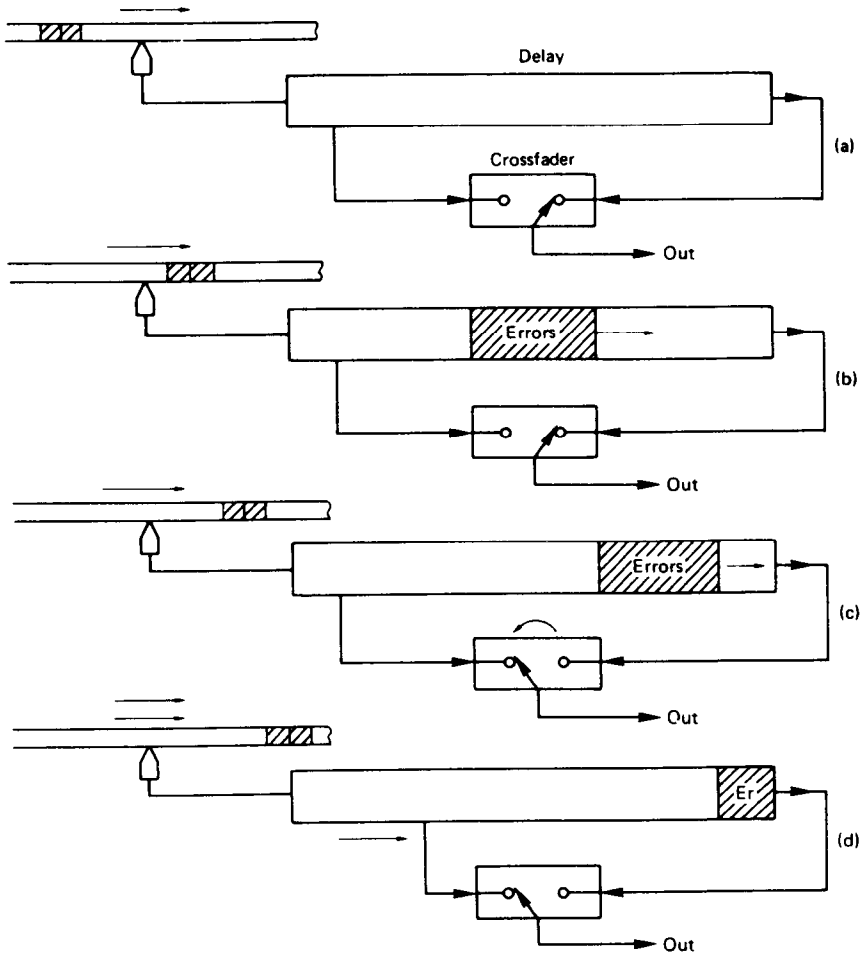 Delay
(a)
Crossfader
Out
Errors
(b)
Out
Errors
(c)
Out
Er
(d)
Out